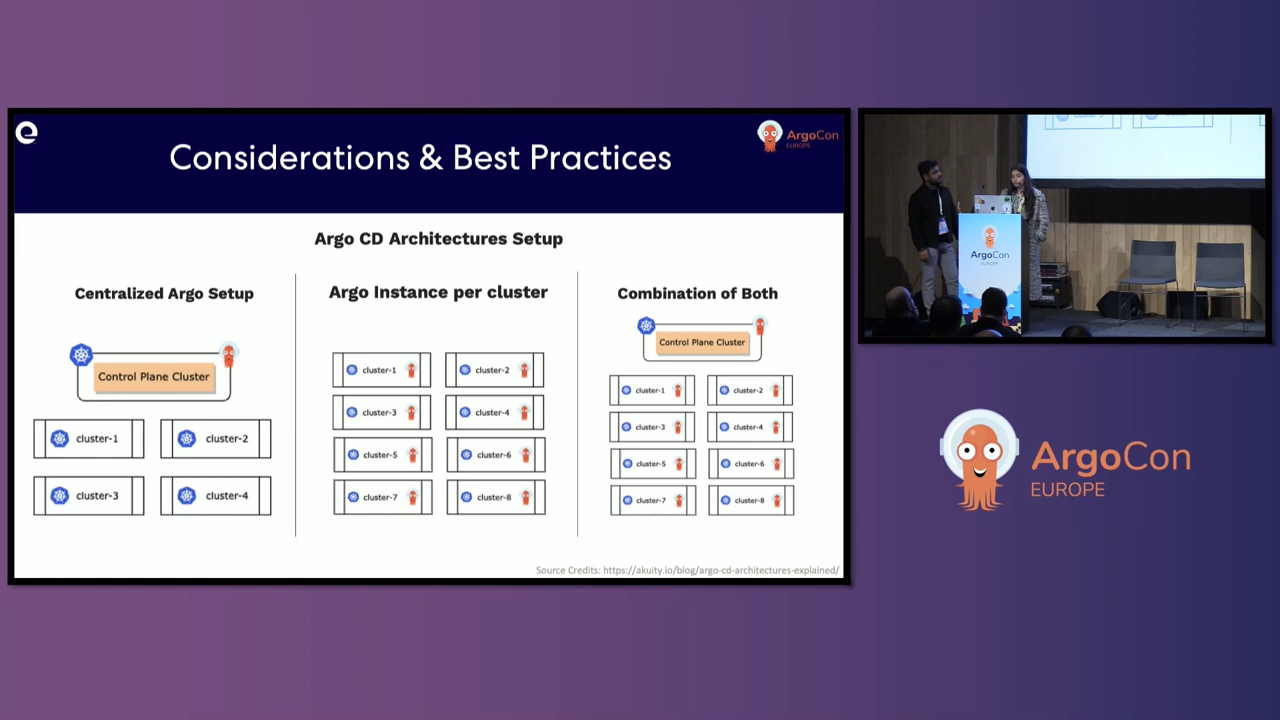 Considerations & Best Practices
ArgoCon
EUROPE
Argo CD Architectures Setup
Centralized Argo Setup
Control Plane Cluster
cluster-1
cluster-2
cluster-3
cluster-4
Argo Instance per cluster
cluster-1
cluster-2
cluster-3
cluster-4
cluster-5
cluster-6
cluster-7
cluster-8
Combination of Both
Control Plane Cluster
cluster-1
cluster-2
cluster-3
cluster-4
cluster-5
cluster-6
cluster-7
cluster-8
Source Credits: https://akuity.io/blog/argo-cd-architectures-explained/
ArgoCon
EUROPE
ArgoCon
EUROPE